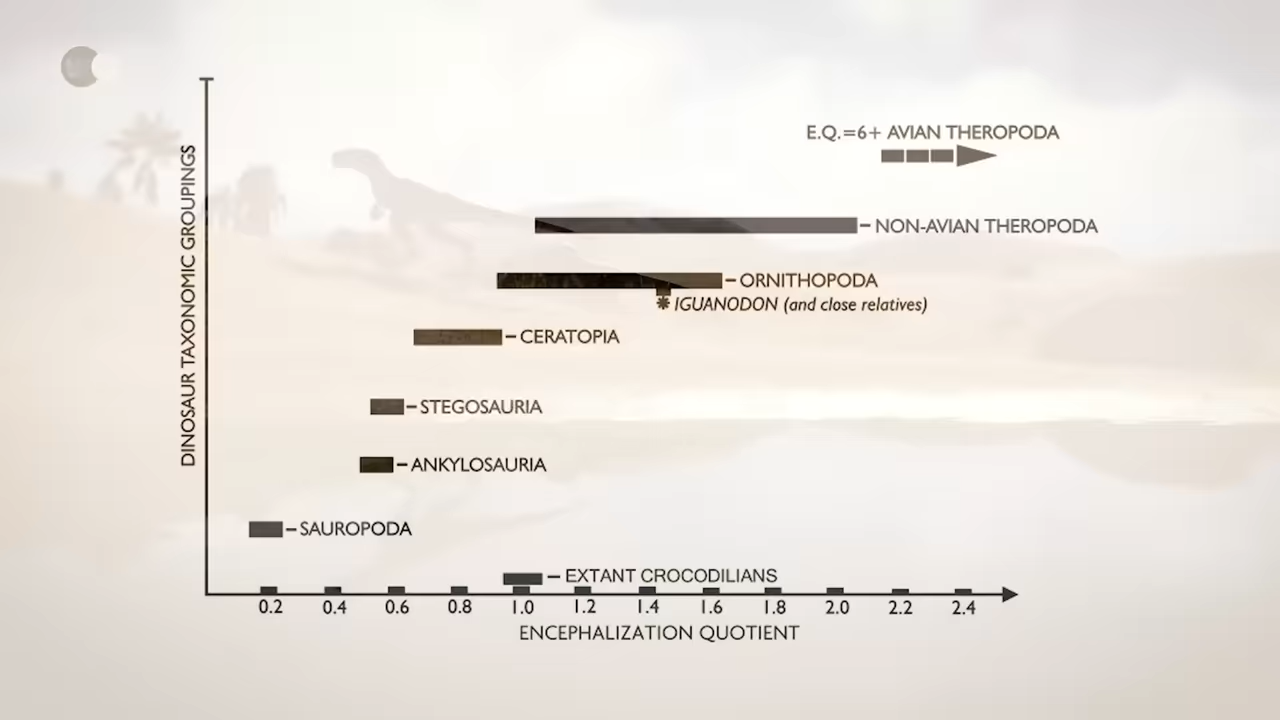 E.Q.=6+ AVIAN THEROPODA
NON-AVIAN THEROPODA
ORNITHOPODA
IGUANODON (and close relatives)
CERATOPIA
STEGOSAURIA
ANKYLOSAURIA
SAUROPODA
EXTANT CROCODILIANS
DINOSAUR TAXONOMIC GROUPINGS
0.2 0.4 0.6 0.8 1.0 1.2 1.4 1.6 1.8 2.0 2.2 2.4
ENCEPHALIZATION QUOTIENT